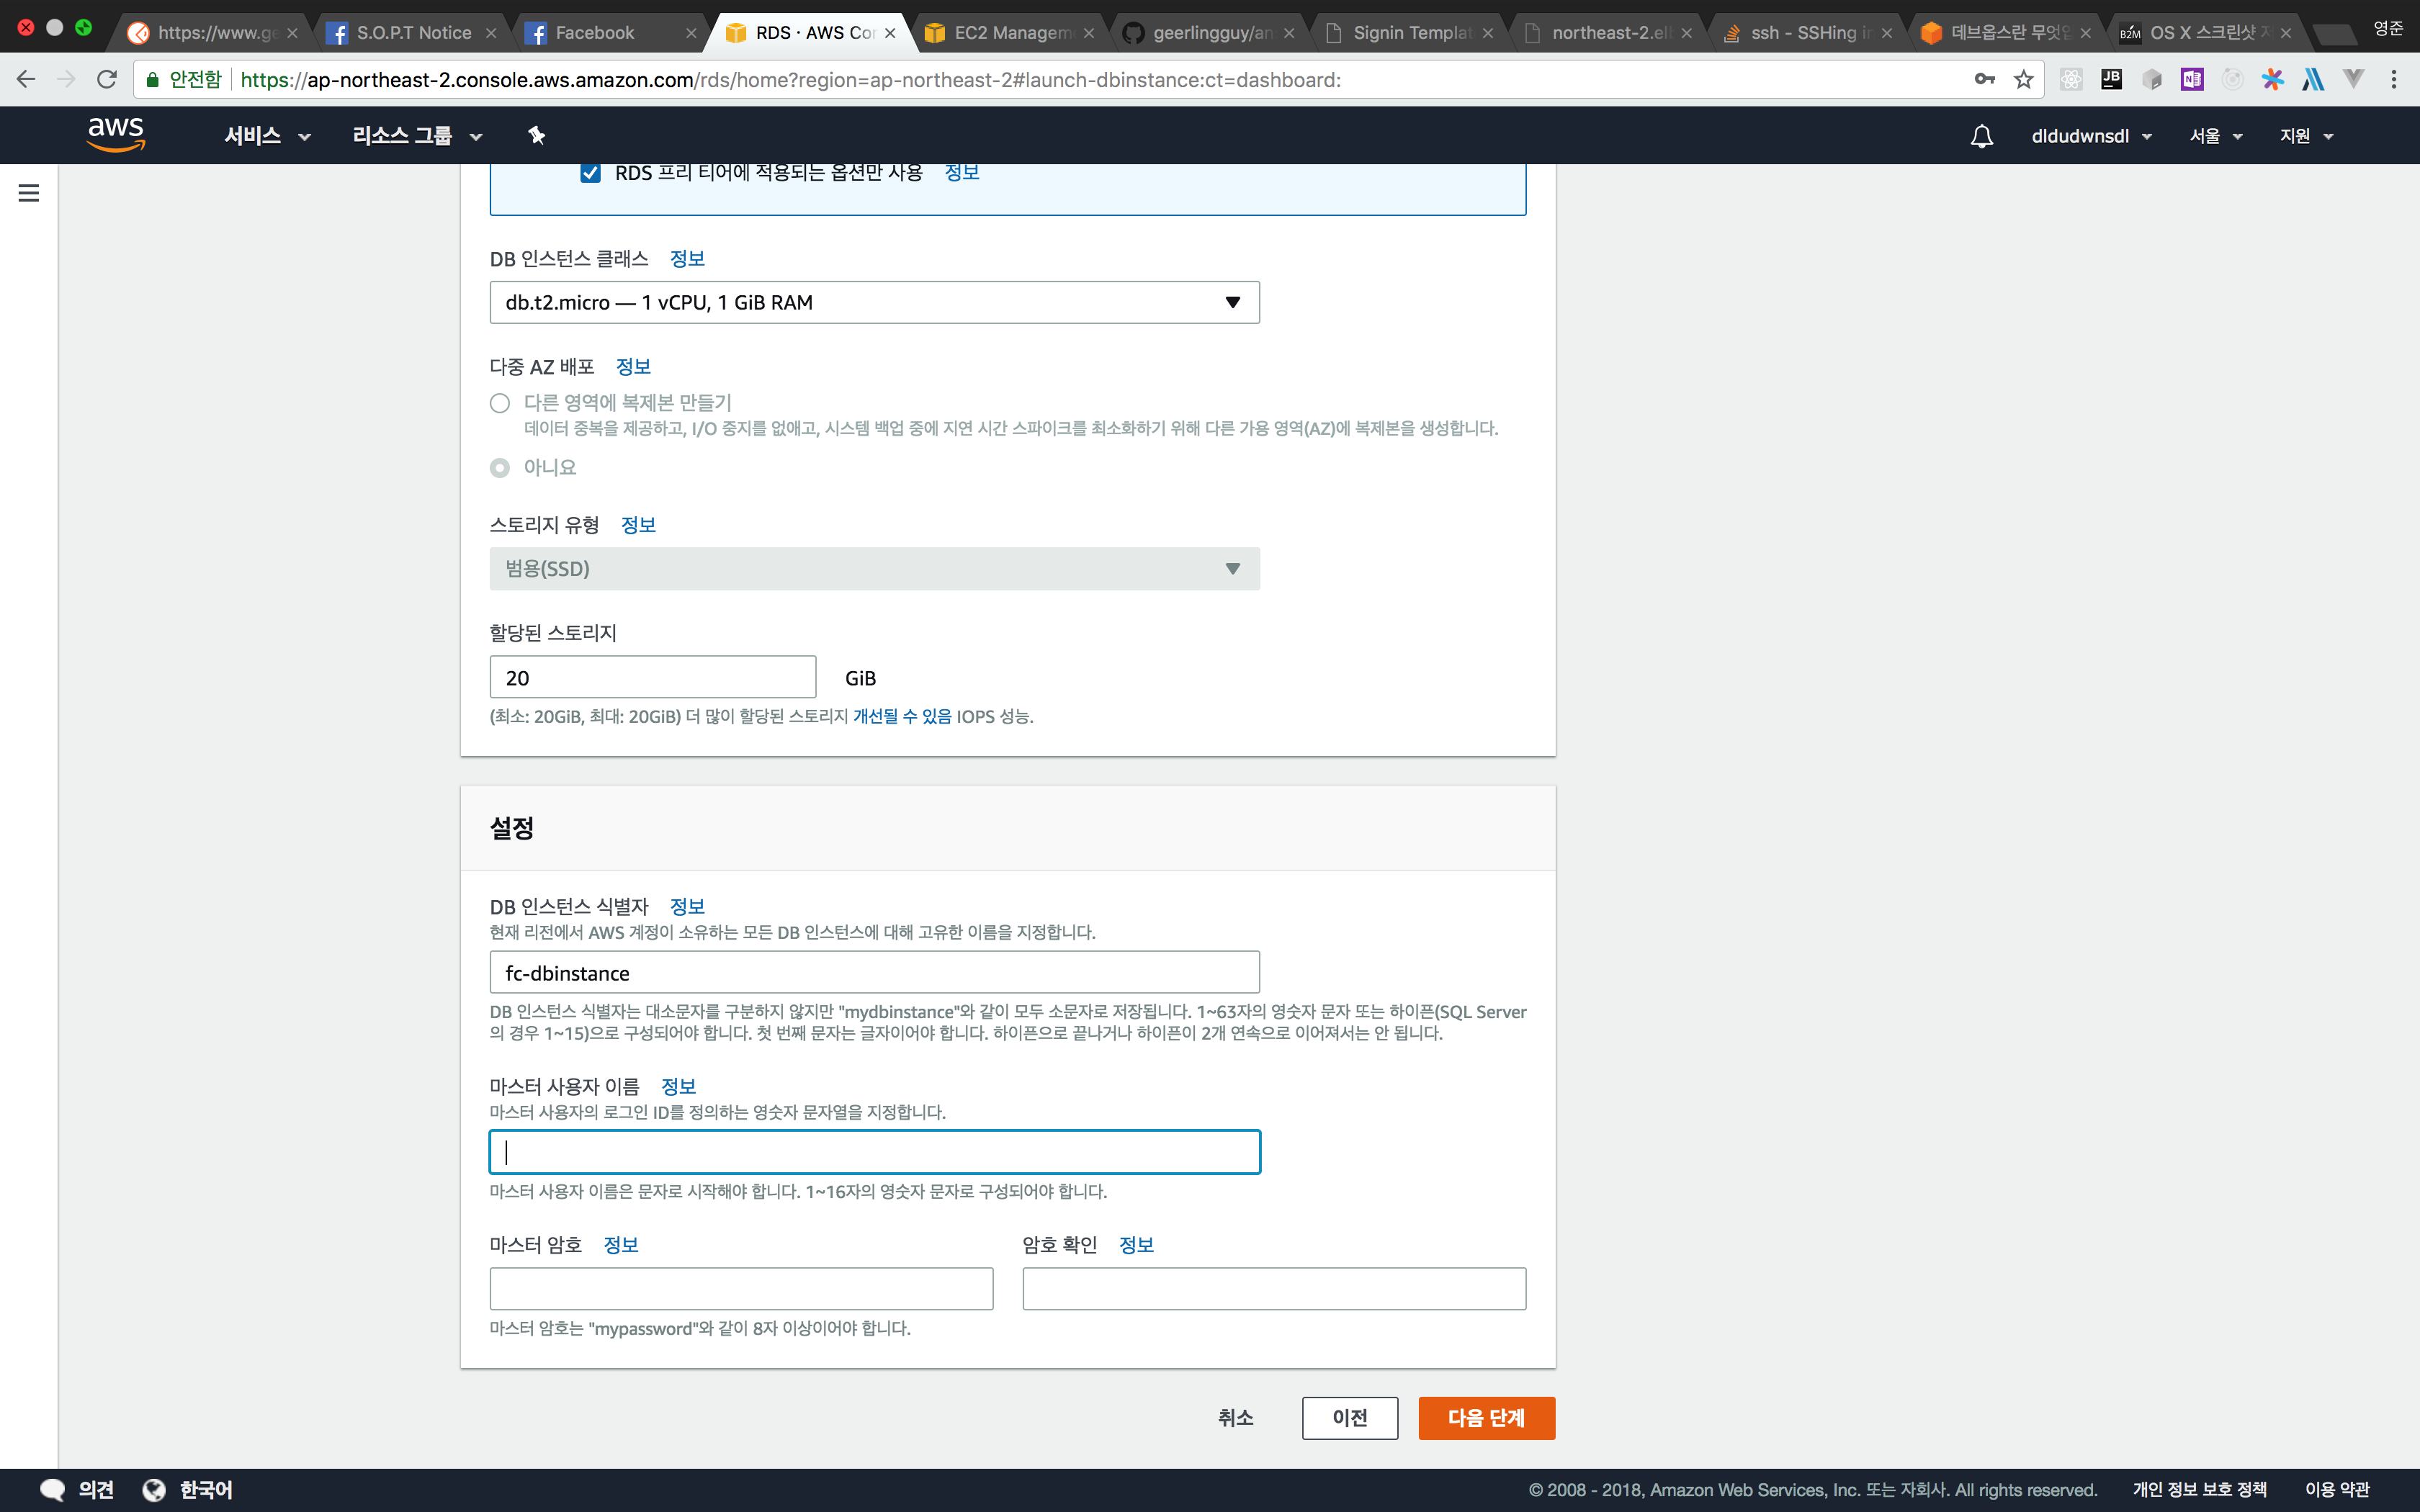 https://www.ge
S.O.P.T Notice
Facebook
RDS · AWS Con
EC2 Managem
geerlingguy/an
Signin Templat
northeast-2.elb
ssh - SSHing in
데브옵스란 무엇입
B2M
OS X 스크린샷 저
영준
안전함
https://ap-northeast-2.console.aws.amazon.com/rds/home?region=ap-northeast-2#launch-dbinstance:ct=dashboard:
JB
N
aws
서비스
리소스 그룹
dldudwnsdl
서울
지원
RDS 프리 티어에 적용되는 옵션만 사용 정보
DB 인스턴스 클래스 정보
db.t2.micro — 1 vCPU, 1 GiB RAM
다중 AZ 배포 정보
다른 영역에 복제본 만들기
데이터 중복을 제공하고, I/O 중지를 없애고, 시스템 백업 중에 지연 시간 스파이크를 최소화하기 위해 다른 가용 영역(AZ)에 복제본을 생성합니다.
아니요
스토리지 유형 정보
범용(SSD)
할당된 스토리지
20 GiB
(최소: 20GiB, 최대: 20GiB) 더 많이 할당된 스토리지 개선될 수 있음 IOPS 성능.
설정
DB 인스턴스 식별자 정보
현재 리전에서 AWS 계정이 소유하는 모든 DB 인스턴스에 대해 고유한 이름을 지정합니다.
fc-dbinstance
DB 인스턴스 식별자는 대소문자를 구분하지 않지만 "mydbinstance"와 같이 모두 소문자로 저장됩니다. 1~63자의 영숫자 문자 또는 하이픈(SQL Server
의 경우 1~15)으로 구성되어야 합니다. 첫 번째 문자는 글자이어야 합니다. 하이픈으로 끝나거나 하이픈이 2개 연속으로 이어져서는 안 됩니다.
마스터 사용자 이름 정보
마스터 사용자의 로그인 ID를 정의하는 영숫자 문자열을 지정합니다.
마스터 사용자 이름은 문자로 시작해야 합니다. 1~16자의 영숫자 문자로 구성되어야 합니다.
마스터 암호 정보
암호 확인 정보
마스터 암호는 "mypassword"와 같이 8자 이상이어야 합니다.
취소
이전
다음 단계
의견
한국어
© 2008 - 2018, Amazon Web Services, Inc. 또는 자회사. All rights reserved.
개인 정보 보호 정책
이용 약관